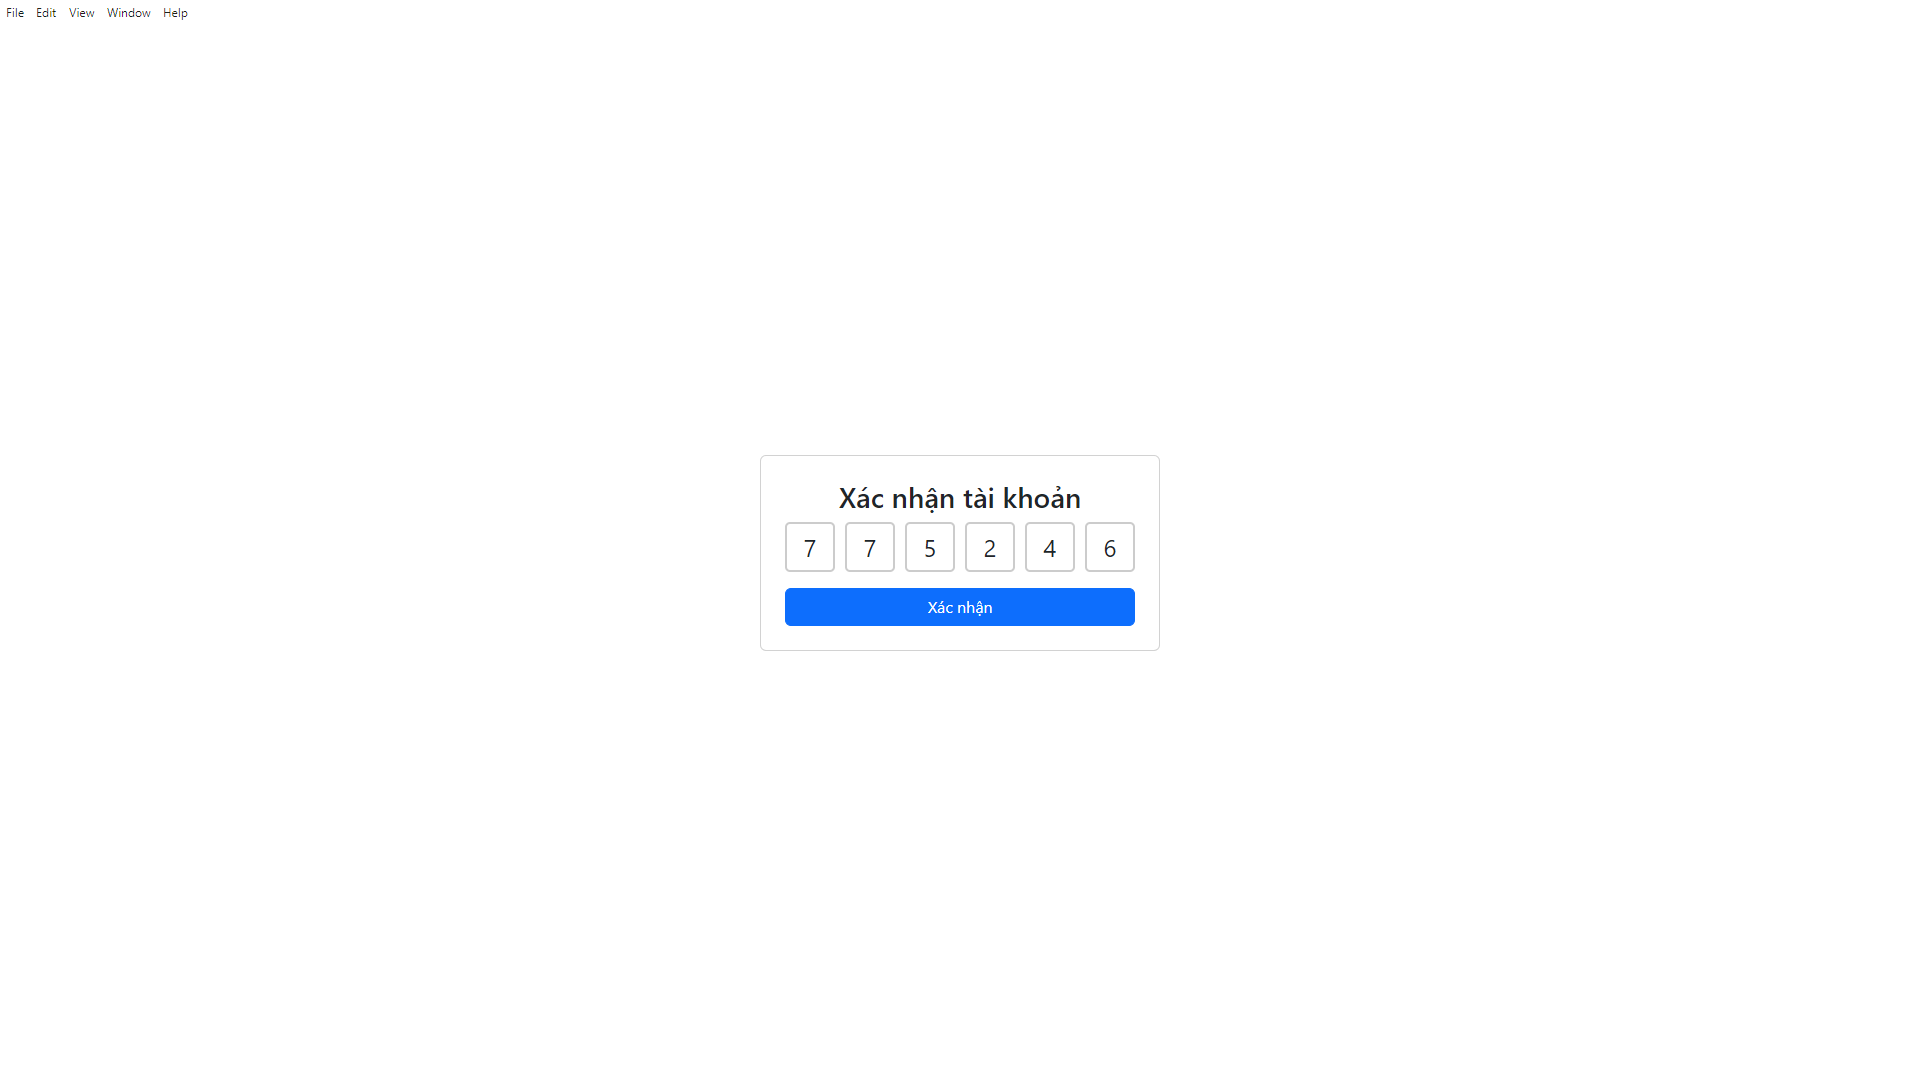 File Edit View Window Help
Xác nhận tài khoản
7 7 5 2 4 6
Xác nhận